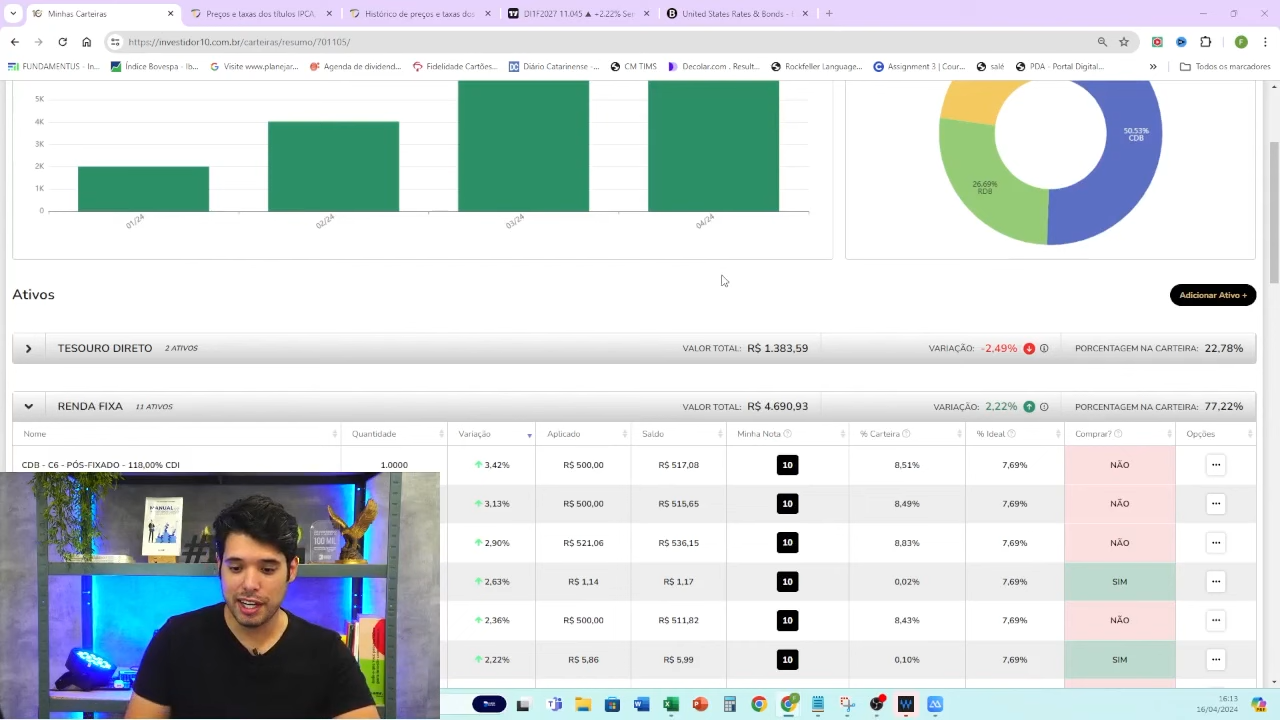 Minhas Carteiras
Preços e taxas dos títulos IPCA.
Histórico de preços e taxas dos
DITF2027 11.045 ▲ +2.22% Ser
United States Rates & Bonds -
https://investidor10.com.br/carteiras/resumo/701105/
FUNDAMENTUS - In...
Índice Bovespa - Ib...
Visite www.planejar...
Agenda de dividend...
Fidelidade Cartões...
Diário Catarinense -...
CM TIMS
Decolar.com , Result...
Assignment 3 | Cour...
salé
Rockfeller Language...
PDA - Portal Digital...
Todos os marcadores
5K
4K
3K
2K
1K
0
01/24
02/24
03/24
04/24
50.53%
CDB
26.69%
RDB
Ativos
Adicionar Ativo +
TESOURO DIRETO 2 ATIVOS VALOR TOTAL: R$ 1.383,59 VARIAÇÃO: -2,49% PORCENTAGEM NA CARTEIRA: 22,78%
RENDA FIXA 11 ATIVOS VALOR TOTAL: R$ 4.690,93 VARIAÇÃO: 2,22% PORCENTAGEM NA CARTEIRA: 77,22%
Nome Quantidade Variação Aplicado Saldo Minha Nota % Carteira % Ideal Comprar? Opções
CDB - C6 - PÓS-FIXADO - 118,00% CDI 1.0000 3,42% R$ 500,00 R$ 517,08 10 8,51% 7,69% NÃO
3,13% R$ 500,00 R$ 515,65 10 8,49% 7,69% NÃO
2,90% R$ 521,06 R$ 536,15 10 8,83% 7,69% NÃO
2,63% R$ 1,14 R$ 1,17 10 0,02% 7,69% SIM
2,36% R$ 500,00 R$ 511,82 10 8,43% 7,69% NÃO
2,22% R$ 5,86 R$ 5,99 10 0,10% 7,69% SIM
MANUAL
100 MIL
16:13
16/04/2024